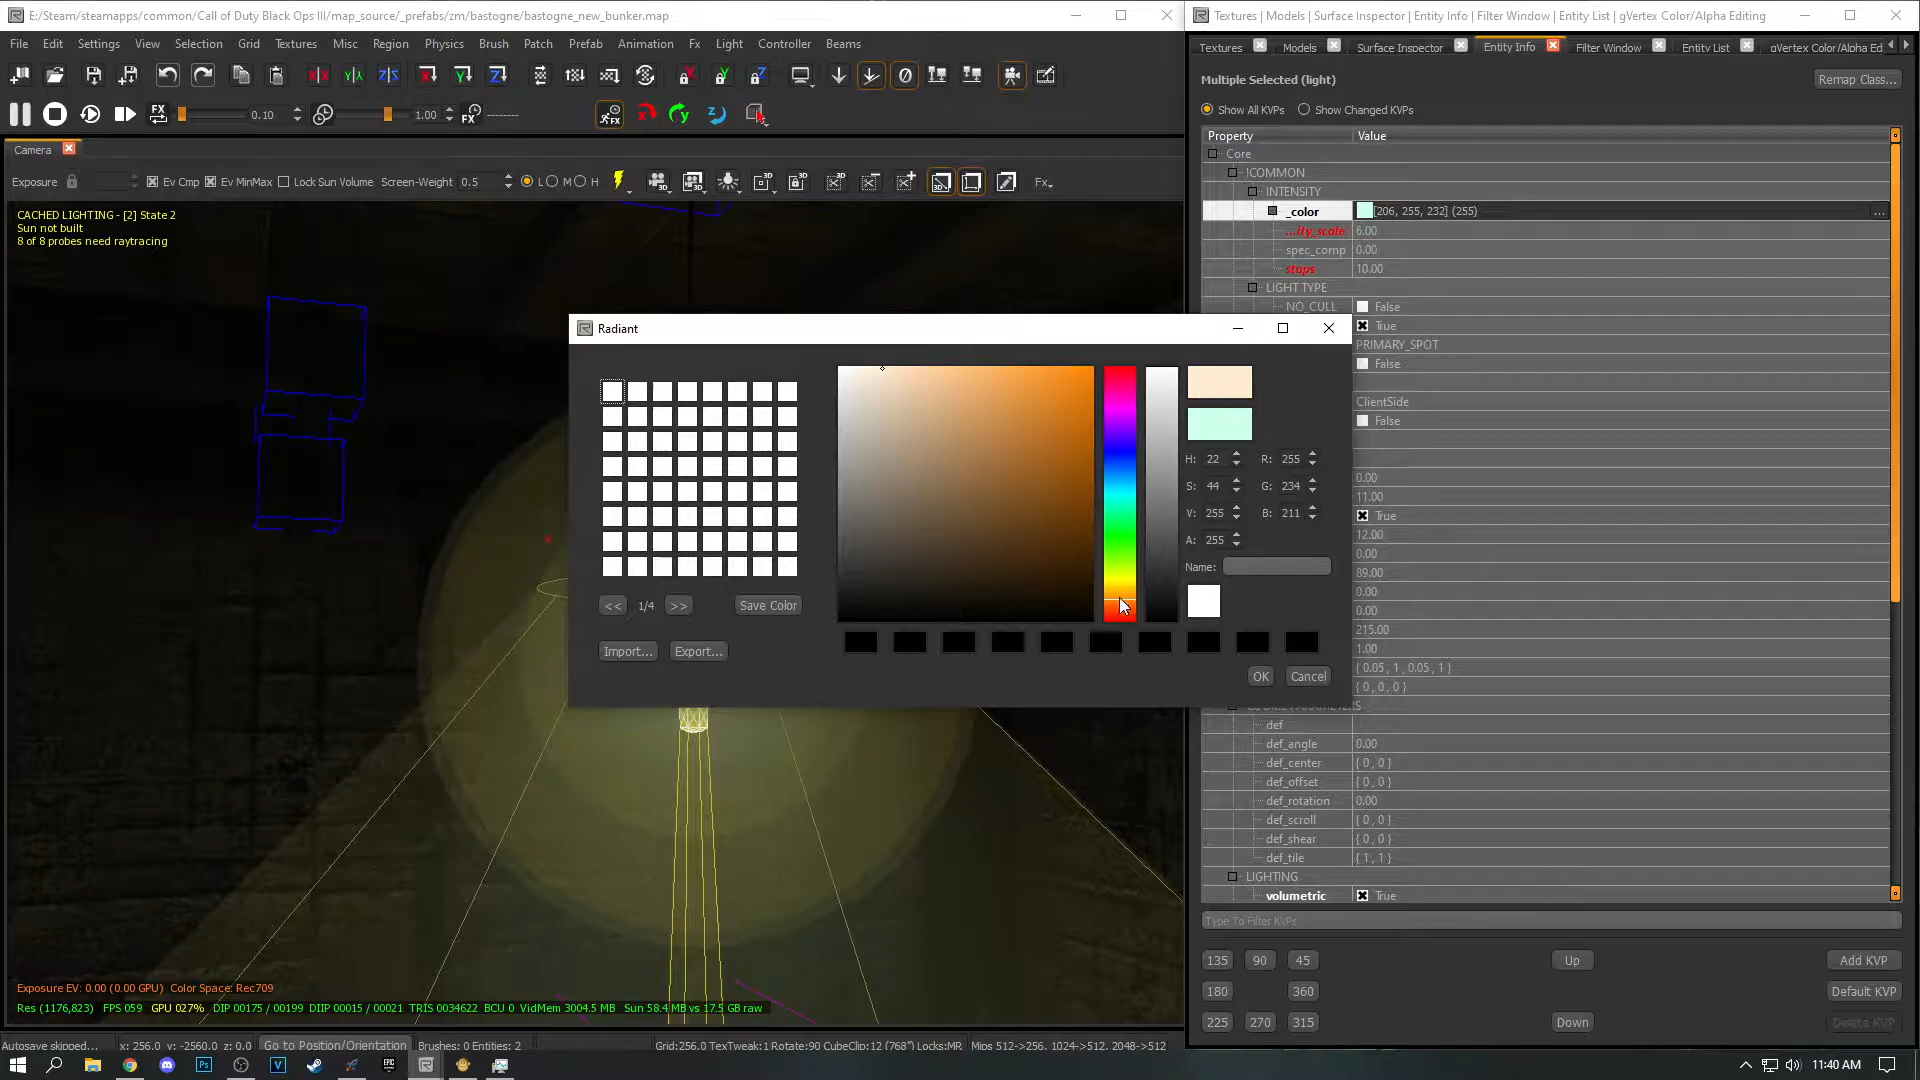 E:/Steam/steamapps/common/Call of Duty Black Ops III/map_source/_prefabs/zm/bastogne/bastogne_new_bunker.map
Textures | Models | Surface Inspector | Entity Info | Filter Window | Entity List | gVertex Color/Alpha Editing
File Edit Settings View Selection Grid Textures Misc Region Physics Brush Patch Prefab Animation Fx Light Controller Beams
Textures Models Surface Inspector Entity Info Filter Window Entity List gVertex Color/Alpha Ed
Multiple Selected (light)
Remap Class...
Show All KVPs Show Changed KVPs
FX 0.10 1.00 FX --------
Property Value
Camera
Core
!COMMON
Exposure Ev Cmp Ev MinMax Lock Sun Volume Screen-Weight 0.5 L M H Fx
INTENSITY
_color [206, 255, 232] (255) ...
CACHED LIGHTING - [2] State 2
Sun not built
8 of 8 probes need raytracing
...ity_scale 6.00
spec_comp 0.00
stops 10.00
LIGHT TYPE
NO_CULL False
True
PRIMARY_SPOT
False
ClientSide
False
0.00
11.00
True
12.00
0.00
89.00
0.00
0.00
215.00
1.00
{ 0.05 , 1 , 0.05 , 1 }
{ 0 , 0 , 0 }
Radiant
H: 22 R: 255
S: 44 G: 234
V: 255 B: 211
A: 255
Name:
<< 1/4 >> Save Color
Import... Export...
OK Cancel
def
def_angle 0.00
def_center { 0 , 0 }
def_offset { 0 , 0 }
def_rotation 0.00
def_scroll { 0 , 0 }
def_shear { 0 , 0 }
def_tile { 1 , 1 }
LIGHTING
volumetric True
Type To Filter KVPs
135 90 45 Up Add KVP
180 360 Default KVP
225 270 315 Down Delete KVP
Exposure EV: 0.00 (0.00 GPU) Color Space: Rec709
Res (1176,823) FPS 059 GPU 027% DIP 00175 / 00199 DIIP 00015 / 00021 TRIS 0034622 BCU 0 VidMem 3004.5 MB Sun 58.4 MB vs 17.5 GB raw
Autosave skipped... x: 256.0 y: -2560.0 z: 0.0 Go to Position/Orientation Brushes: 0 Entities: 2 Grid:256.0 TexTweak:1 Rotate:90 CubeClip:12 (768") Locks:MR Mips 512->256, 1024->512, 2048->512
11:40 AM